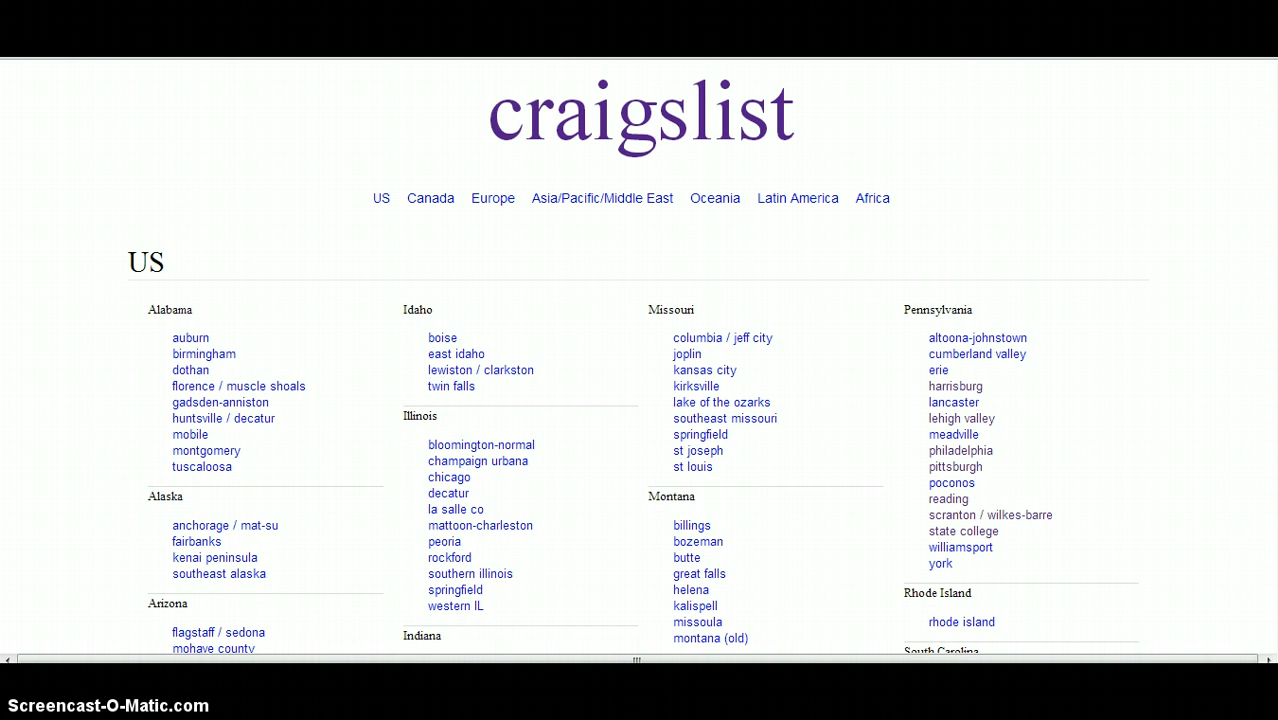 craigslist
US Canada Europe Asia/Pacific/Middle East Oceania Latin America Africa
US
Alabama
auburn
birmingham
dothan
florence / muscle shoals
gadsden-anniston
huntsville / decatur
mobile
montgomery
tuscaloosa
Alaska
anchorage / mat-su
fairbanks
kenai peninsula
southeast alaska
Arizona
flagstaff / sedona
mohave county
Idaho
boise
east idaho
lewiston / clarkston
twin falls
Illinois
bloomington-normal
champaign urbana
chicago
decatur
la salle co
mattoon-charleston
peoria
rockford
southern illinois
springfield
western IL
Indiana
Missouri
columbia / jeff city
joplin
kansas city
kirksville
lake of the ozarks
southeast missouri
springfield
st joseph
st louis
Montana
billings
bozeman
butte
great falls
helena
kalispell
missoula
montana (old)
Pennsylvania
altoona-johnstown
cumberland valley
erie
harrisburg
lancaster
lehigh valley
meadville
philadelphia
pittsburgh
poconos
reading
scranton / wilkes-barre
state college
williamsport
york
Rhode Island
rhode island
South Carolina
Screencast-O-Matic.com